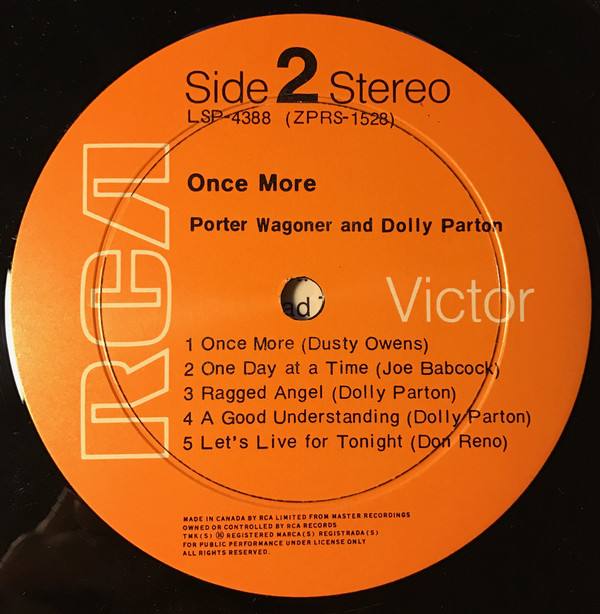 Side 2 Stereo
LSP-4388 (ZPRS-1528)
RCA
Once More
Porter Wagoner and Dolly Parton
ad
Victor
1 Once More (Dusty Owens)
2 One Day at a Time (Joe Babcock)
3 Ragged Angel (Dolly Parton)
4 A Good Understanding (Dolly Parton)
5 Let's Live for Tonight (Don Reno)
MADE IN CANADA BY RCA LIMITED FROM MASTER RECORDINGS
OWNED OR CONTROLLED BY RCA RECORDS
TMK(S) ® REGISTERED MARCA(S) REGISTRADA(S)
FOR PUBLIC PERFORMANCE UNDER LICENSE ONLY
ALL RIGHTS RESERVED.